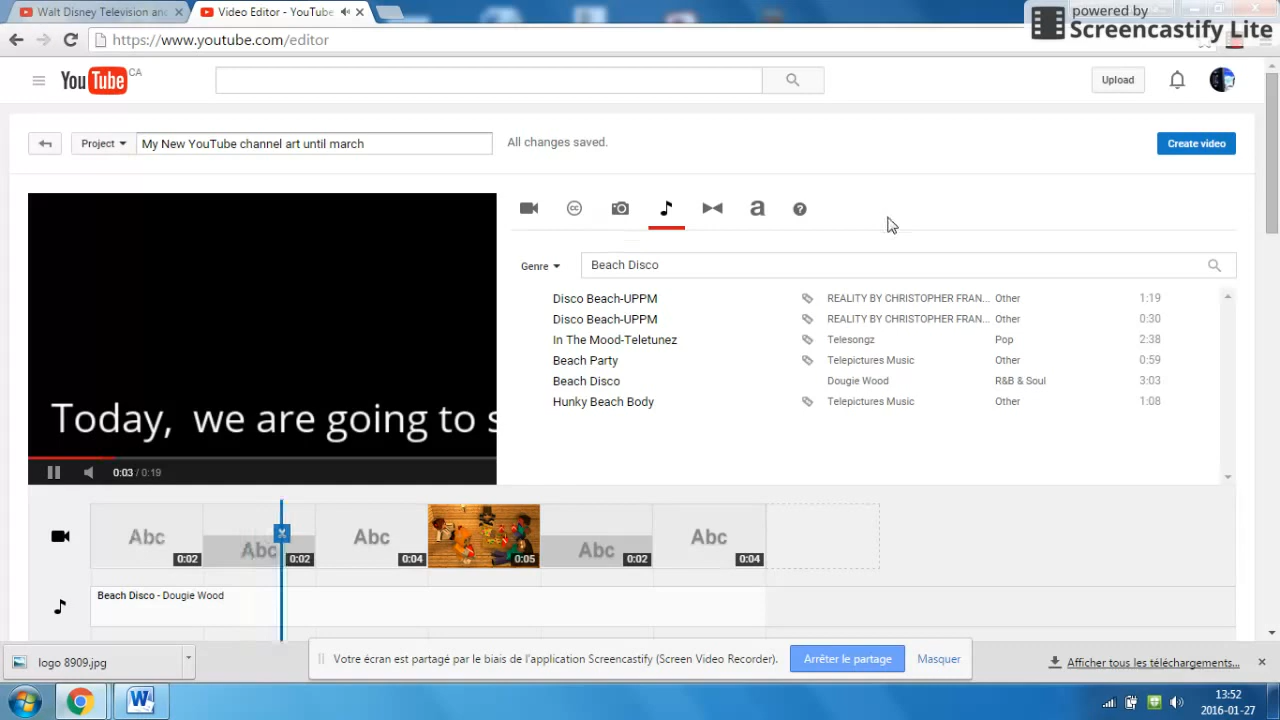 Walt Disney Television and
Video Editor - YouTube
powered by
Screencastify Lite
https://www.youtube.com/editor
YouTube CA
Upload
Project
My New YouTube channel art until march
All changes saved.
Create video
Genre
Beach Disco
Disco Beach-UPPM REALITY BY CHRISTOPHER FRAN... Other 1:19
Disco Beach-UPPM REALITY BY CHRISTOPHER FRAN... Other 0:30
In The Mood-Teletunez Telesongz Pop 2:38
Beach Party Telepictures Music Other 0:59
Beach Disco Dougie Wood R&B & Soul 3:03
Hunky Beach Body Telepictures Music Other 1:08
Today, we are going to s
0:03 / 0:19
Abc 0:02 Abc 0:02 Abc 0:04 0:05 Abc 0:02 Abc 0:04
Beach Disco - Dougie Wood
logo 8909.jpg
Votre écran est partagé par le biais de l'application Screencastify (Screen Video Recorder).
Arrêter le partage
Masquer
Afficher tous les téléchargements...
13:52
2016-01-27